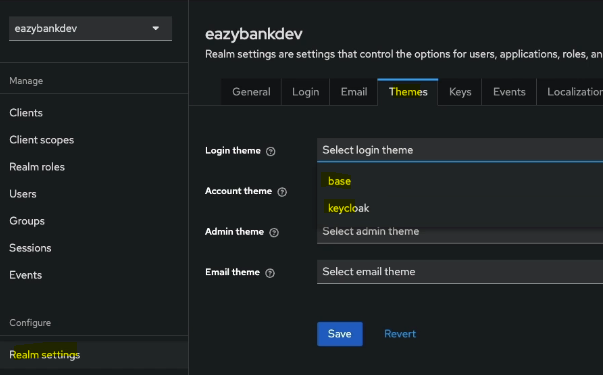 eazybankdev
Manage
Clients
Client scopes
Realm roles
Users
Groups
Sessions
Events
Configure
Realm settings
eazybankdev
Realm settings are settings that control the options for users, applications, roles, an
General Login Email Themes Keys Events Localization
Login theme Select login theme
base
Account theme
keycloak
Admin theme Select admin theme
Email theme Select email theme
Save Revert